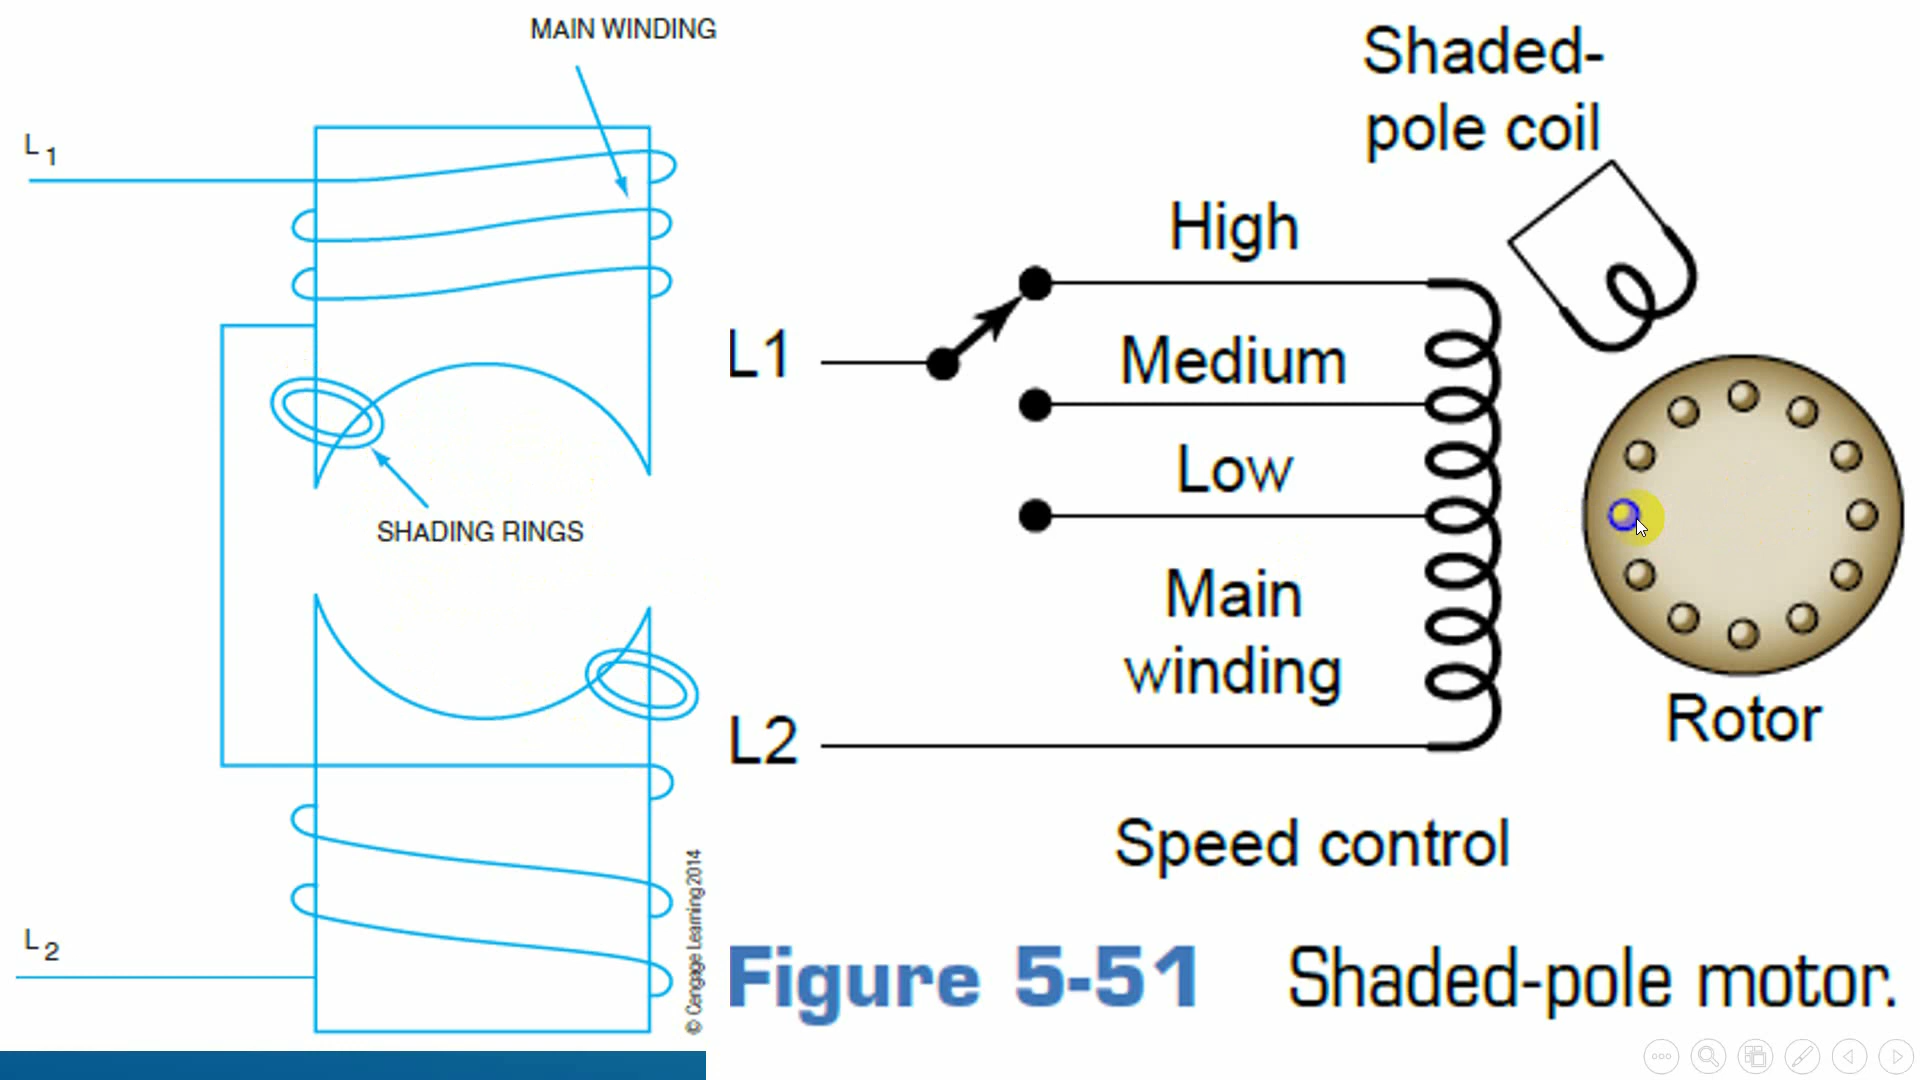 MAIN WINDING
L1
SHADING RINGS
L2
© Cengage Learning 2014
Shaded-
pole coil
High
L1
Medium
Low
Main
winding
L2
Rotor
Speed control
Figure 5-51 Shaded-pole motor.